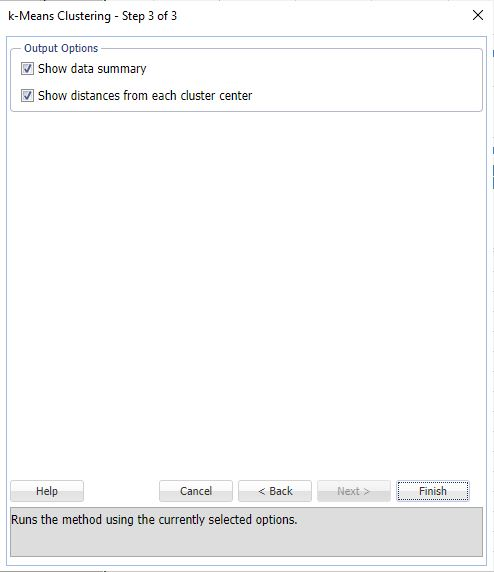 k-Means Clustering - Step 3 of 3
Output Options
Show data summary
Show distances from each cluster center
Help
Cancel
< Back
Next >
Finish
Runs the method using the currently selected options.